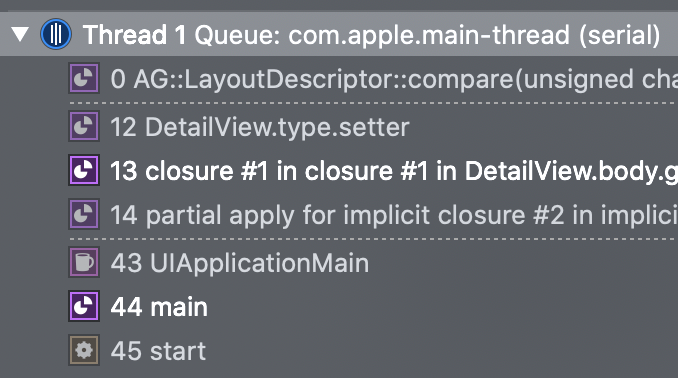 Thread 1 Queue: com.apple.main-thread (serial)
0 AG::LayoutDescriptor::compare(unsigned cha
12 DetailView.type.setter
13 closure #1 in closure #1 in DetailView.body.g
14 partial apply for implicit closure #2 in implici
43 UIApplicationMain
44 main
45 start